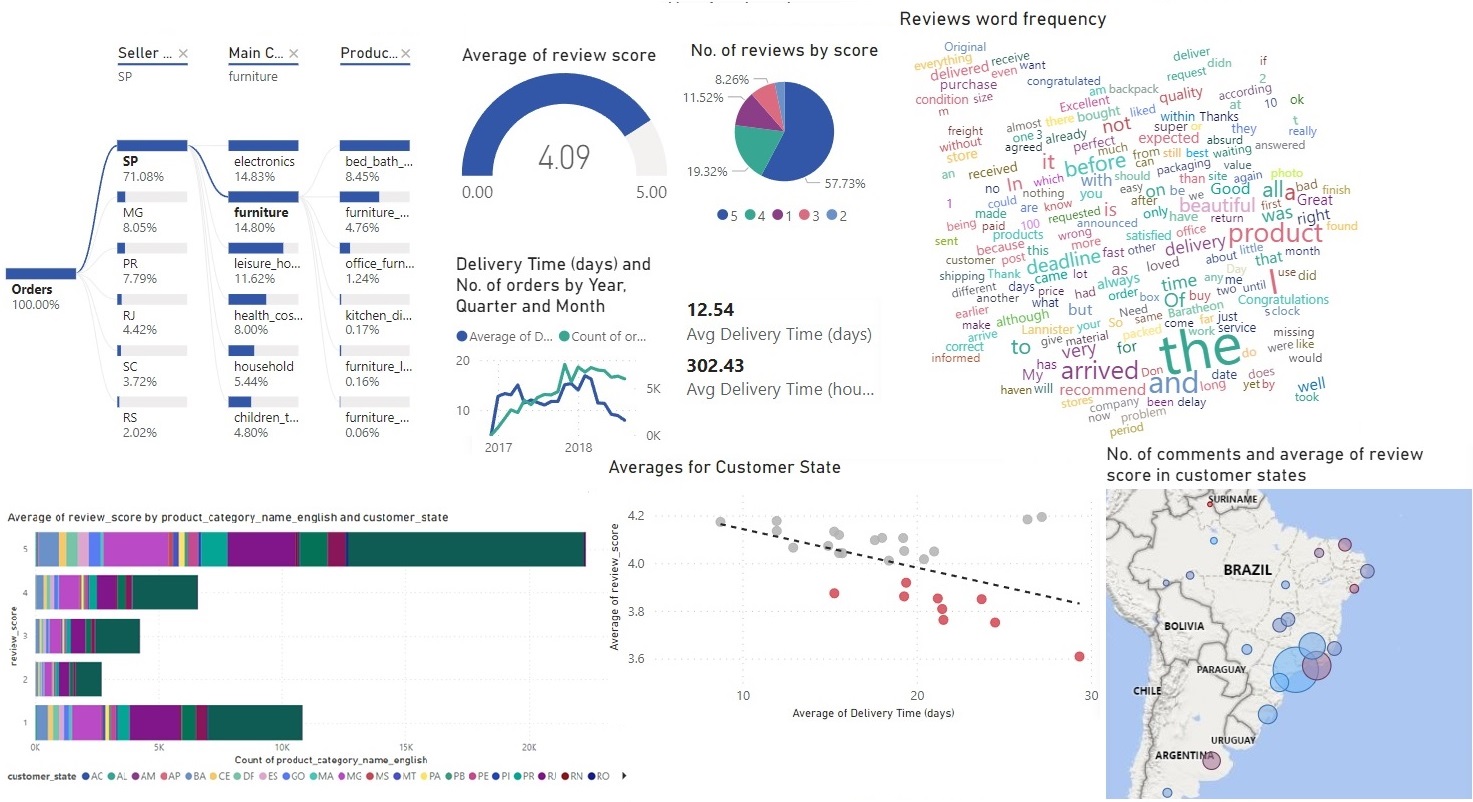 Seller ... ×
Main C... ×
Produc... ×
SP
furniture
Orders
100.00%
SP
71.08%
MG
8.05%
PR
7.79%
RJ
4.42%
SC
3.72%
RS
2.02%
electronics
14.83%
furniture
14.80%
leisure_ho...
11.62%
health_cos...
8.00%
household
5.44%
children_t...
4.80%
bed_bath_...
8.45%
furniture_...
4.76%
office_furn...
1.24%
kitchen_di...
0.17%
furniture_l...
0.16%
furniture_...
0.06%
Average of review score
4.09
0.00
5.00
No. of reviews by score
8.26%
11.52%
19.32%
57.73%
5 4 1 3 2
Delivery Time (days) and
No. of orders by Year,
Quarter and Month
Average of D... Count of or...
20
10
5K
0K
2017 2018
12.54
Avg Delivery Time (days)
302.43
Avg Delivery Time (hou...
Reviews word frequency
Original
everything receive
delivered even want
purchase congratulated
condition size
m
deliver didn if
request 2
am backpack according
Excellent quality at 10 ok
almost there bought liked within Thanks t
freight one 3 already not super or they really
without agreed perfect expected absurd answered
store much from still best waiting
an received it before can packaging value
In which with should than site again photo
no nothing you easy on be we Good all a bad finish
1 could are know after beautiful first Great
made requested is only have return was right
being paid 100 announced
sent products wrong satisfied office product found
because this more fast other delivery little
customer post deadline as loved about that month
shipping Thank came lot always time any Day me I use did
different days price had order box Of buy two until
another what Need same Baratheon Congratulations
earlier although but So come far just s clock
make Lannister your packed work service missing
arrive give material the do were like
correct to very for would
informed has arrived Don date does
My and long yet by well
haven will recommend took
stores company been delay
now problem
period
Average of review_score by product_category_name_english and customer_state
review_score
5
4
3
2
1
0K 5K 10K 15K 20K
Count of product_category_name_english
customer_state AC AL AM AP BA CE DF ES GO MA MG MS MT PA PB PE PI PR RJ RN RO
Averages for Customer State
Average of review_score
4.2
4.0
3.8
3.6
10 20 30
Average of Delivery Time (days)
No. of comments and average of review
score in customer states
SURINAME
BRAZIL
BOLIVIA
PARAGUAY
CHILE
URUGUAY
ARGENTINA